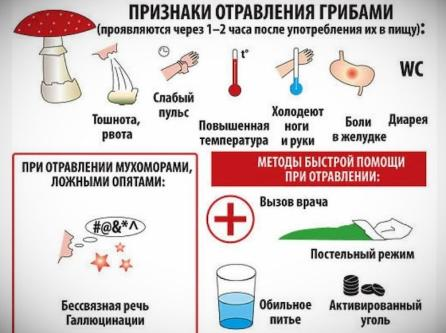 ПРИЗНАКИ ОТРАВЛЕНИЯ ГРИБАМИ
(проявляются через 1–2 часа после употребления их в пищу):
t°
WC
Тошнота,
рвота
Слабый
пульс
Повышенная
температура
Холодеют
ноги
и руки
Боли
в желудке
Диарея
ПРИ ОТРАВЛЕНИИ МУХОМОРАМИ,
ЛОЖНЫМИ ОПЯТАМИ:
#@&*^
Бессвязная речь
Галлюцинации
МЕТОДЫ БЫСТРОЙ ПОМОЩИ
ПРИ ОТРАВЛЕНИИ:
Вызов врача
Постельный режим
Обильное
питье
Активированный
уголь